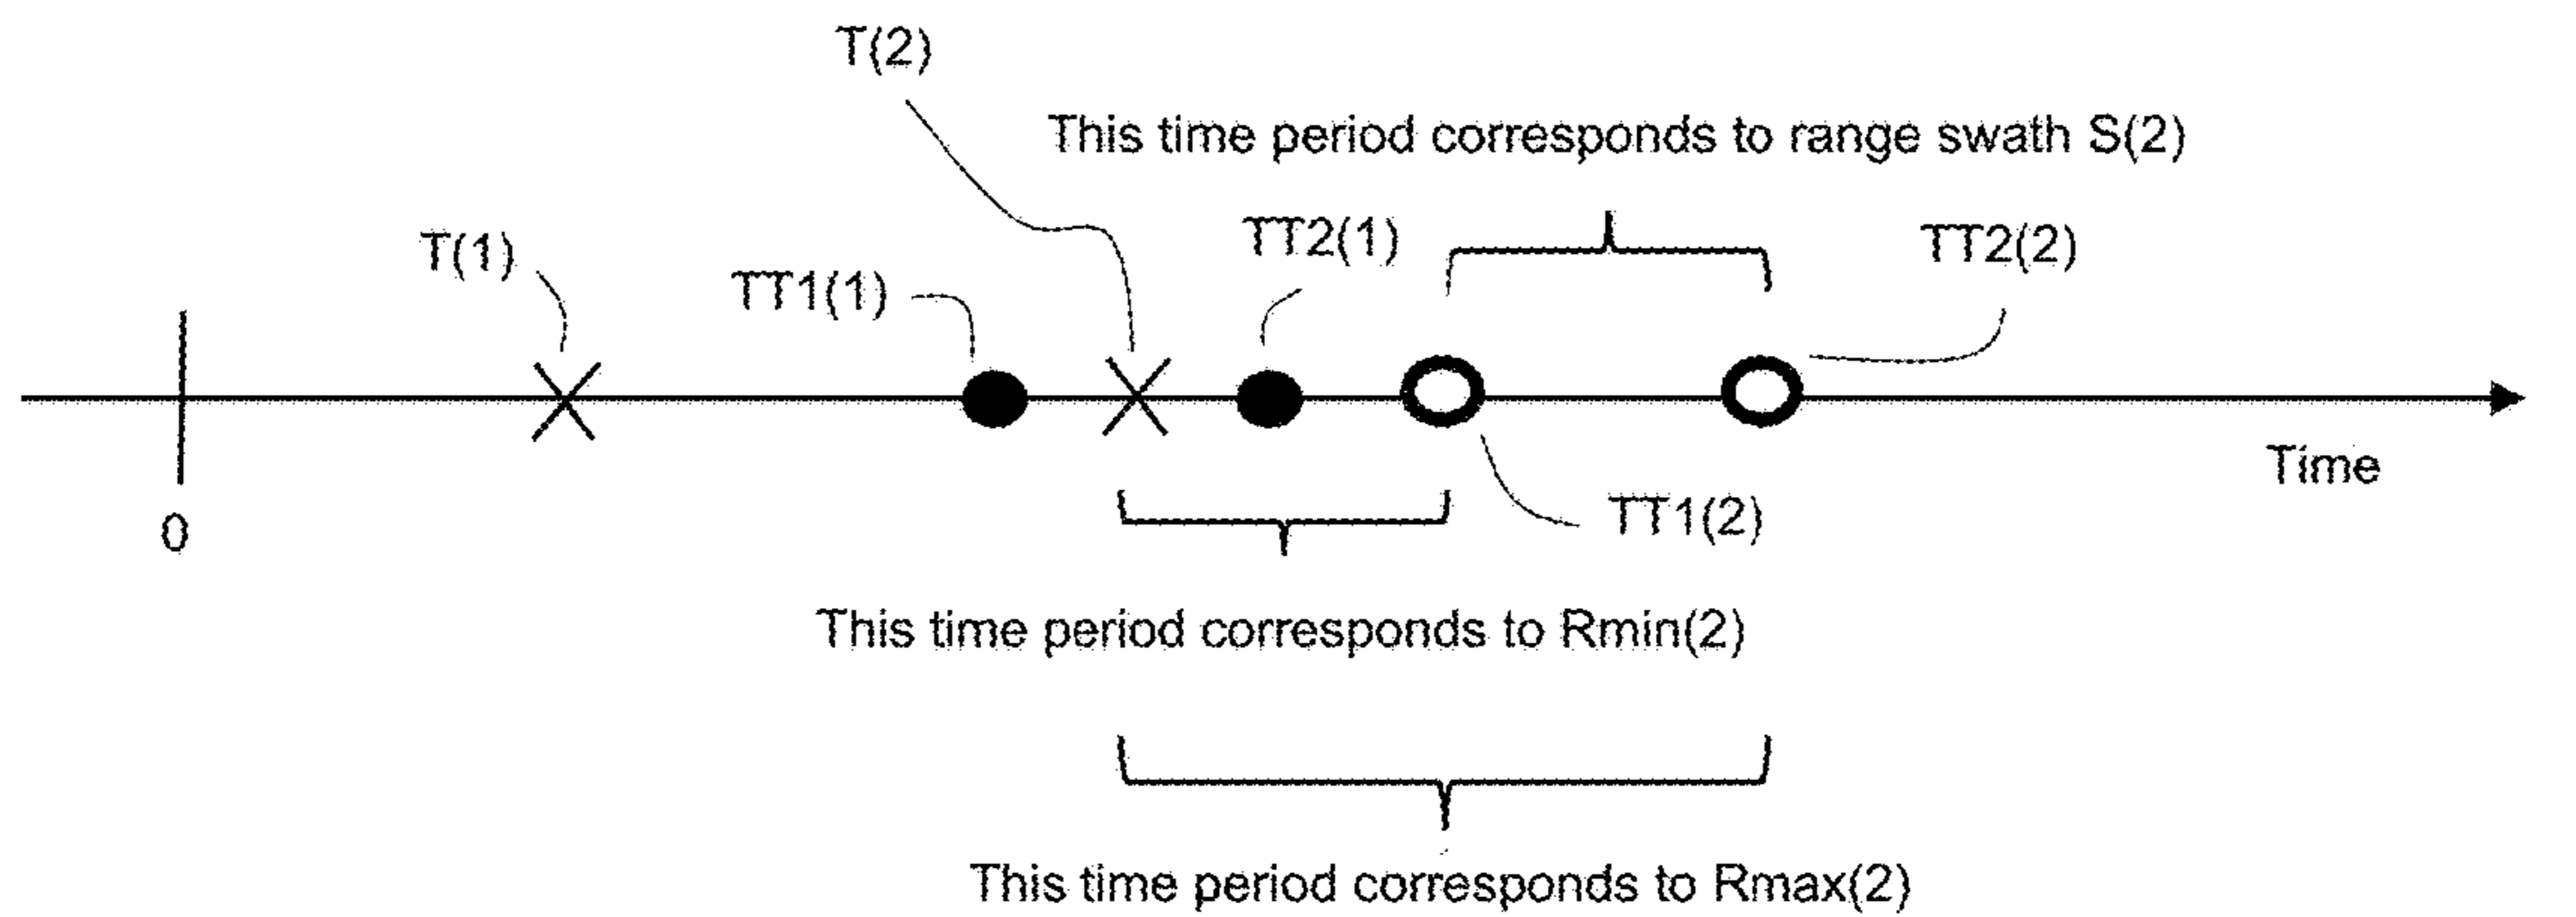 T(2)
This time period corresponds to range swath S(2)
T(1)
TT1(1)
TT2(1)
TT2(2)
Time
0
TT1(2)
This time period corresponds to Rmin(2)
This time period corresponds to Rmax(2)